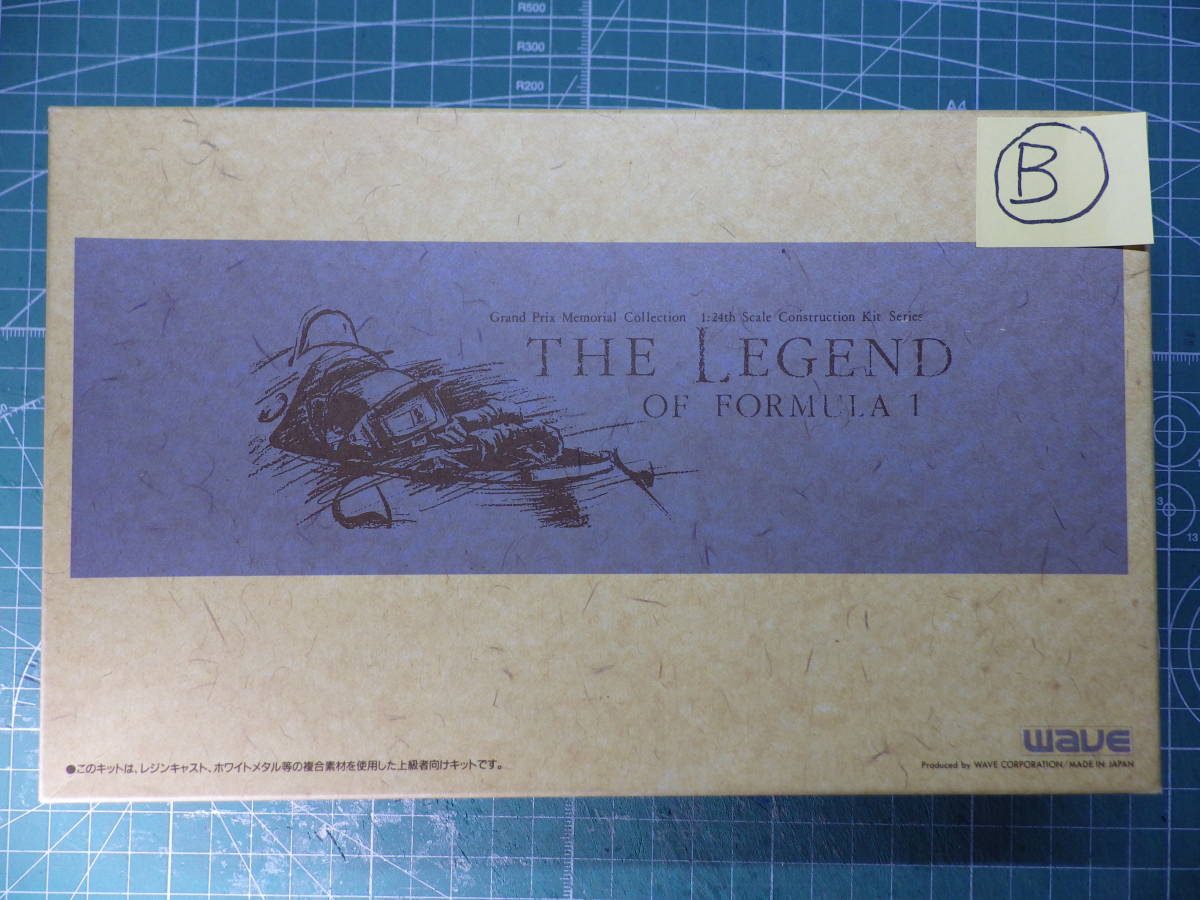 R500
R300
R200
A4
B
Grand Prix Memorial Collection 1:24th Scale Construction Kit Series
THE LEGEND
OF FORMULA 1
3
13
wave
●このキットは、レジンキャスト、ホワイトメタル等の複合素材を使用した上級者向けキットです。
Produced by WAVE CORPORATION/MADE IN JAPAN